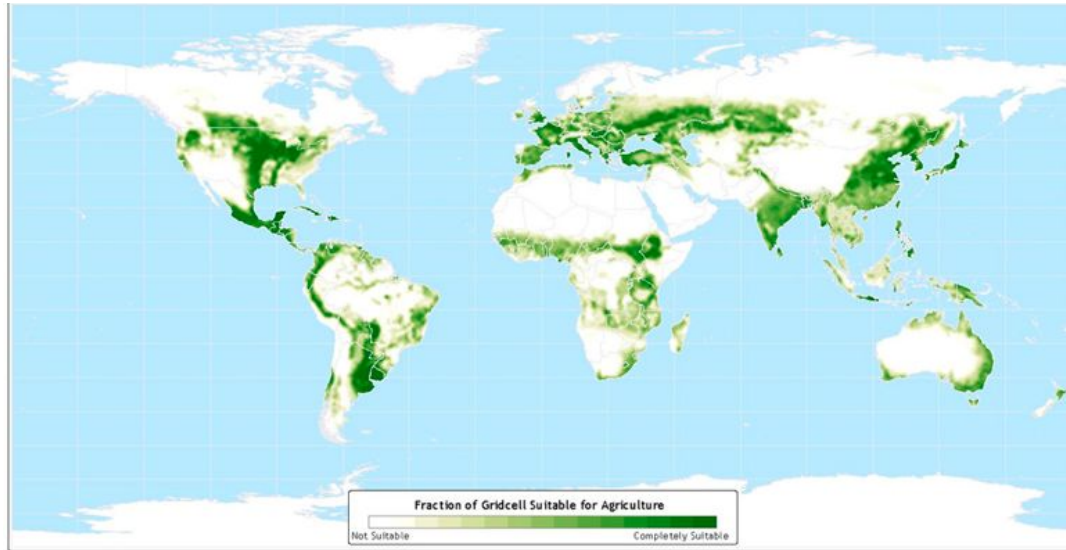 Fraction of Gridcell Suitable for Agriculture
Not Suitable
Completely Suitable